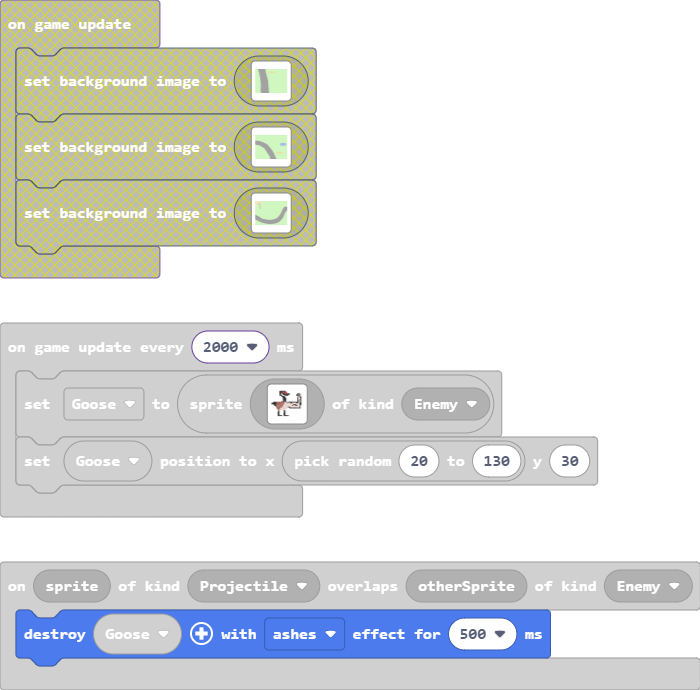 on game update
set background image to
set background image to
set background image to
on game update every 2000 ms
set Goose to sprite of kind Enemy
set Goose position to x pick random 20 to 130 y 30
on sprite of kind Projectile overlaps otherSprite of kind Enemy
destroy Goose with ashes effect for 500 ms